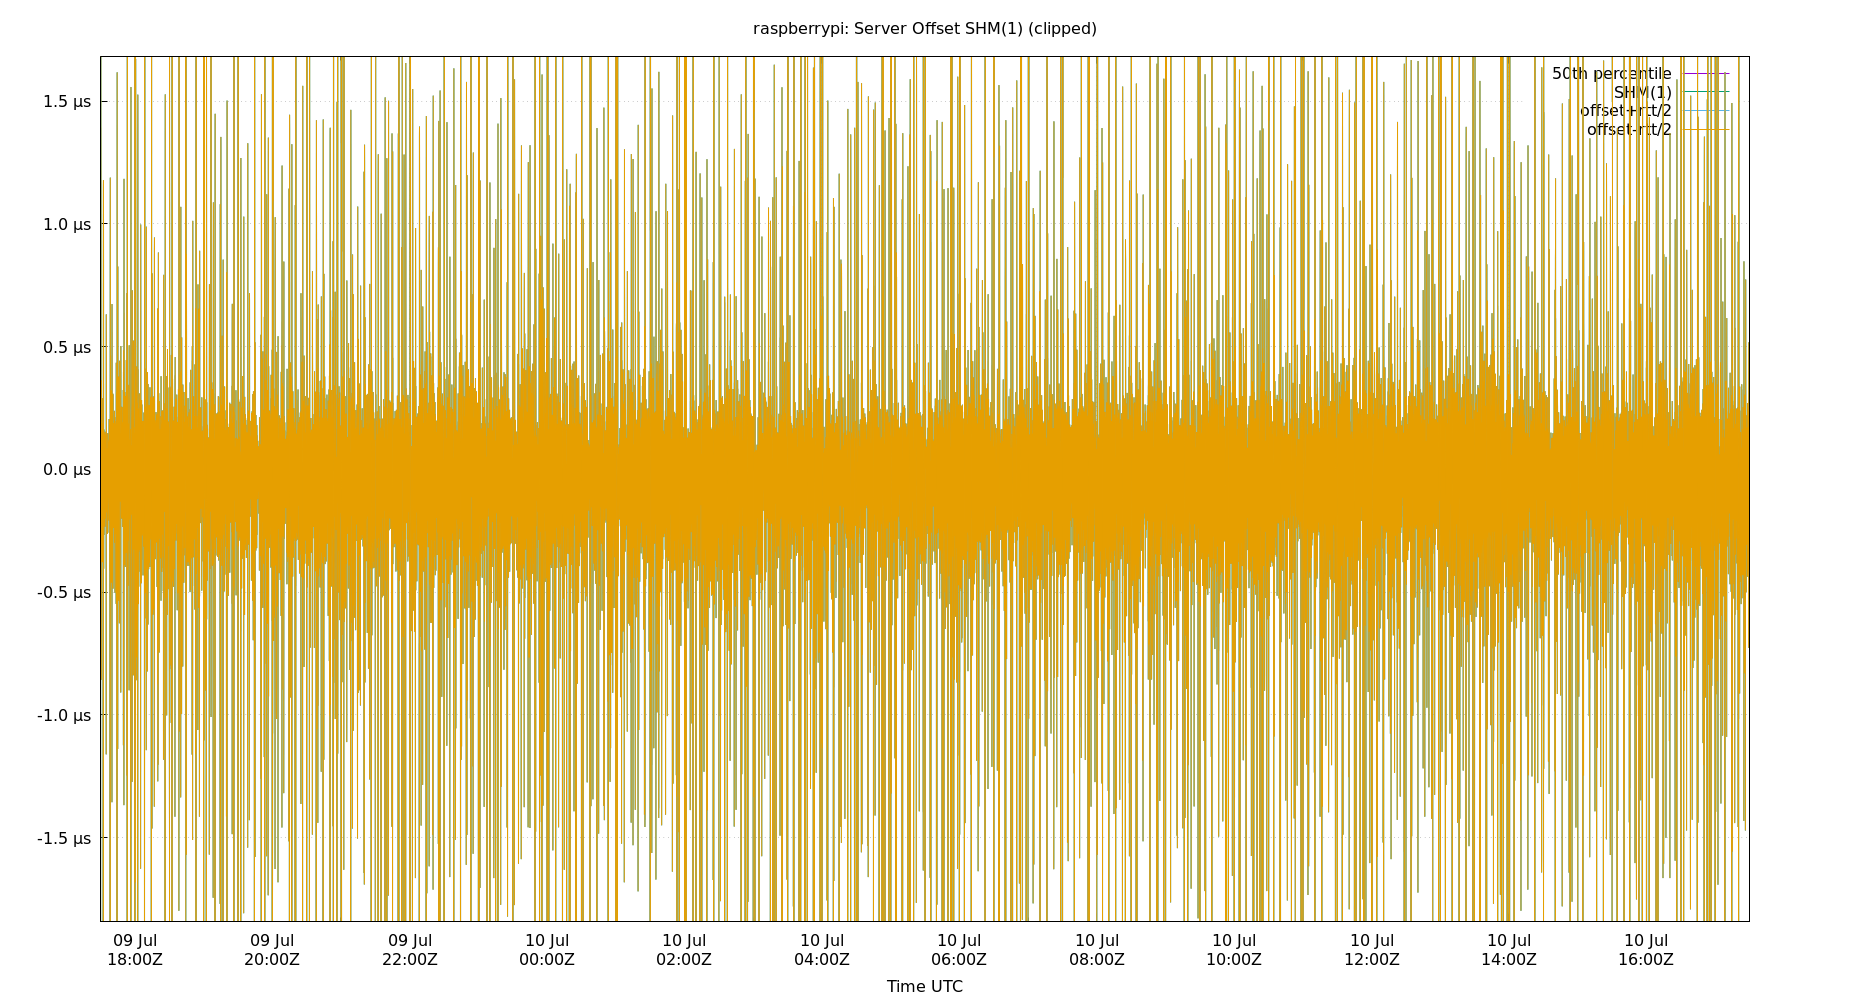 raspberrypi: Server Offset SHM(1) (clipped)
50th percentile
SHM(1)
offset+rtt/2
offset-rtt/2
1.5 µs
1.0 µs
0.5 µs
0.0 µs
-0.5 µs
-1.0 µs
-1.5 µs
09 Jul 09 Jul 09 Jul 10 Jul 10 Jul 10 Jul 10 Jul 10 Jul 10 Jul 10 Jul 10 Jul 10 Jul
18:00Z 20:00Z 22:00Z 00:00Z 02:00Z 04:00Z 06:00Z 08:00Z 10:00Z 12:00Z 14:00Z 16:00Z
Time UTC